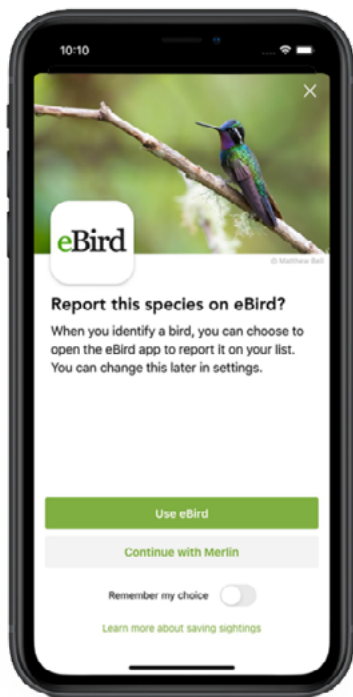 10:10
© Matthew Bell
eBird
Report this species on eBird?
When you identify a bird, you can choose to
open the eBird app to report it on your list.
You can change this later in settings.
Use eBird
Continue with Merlin
Remember my choice
Learn more about saving sightings